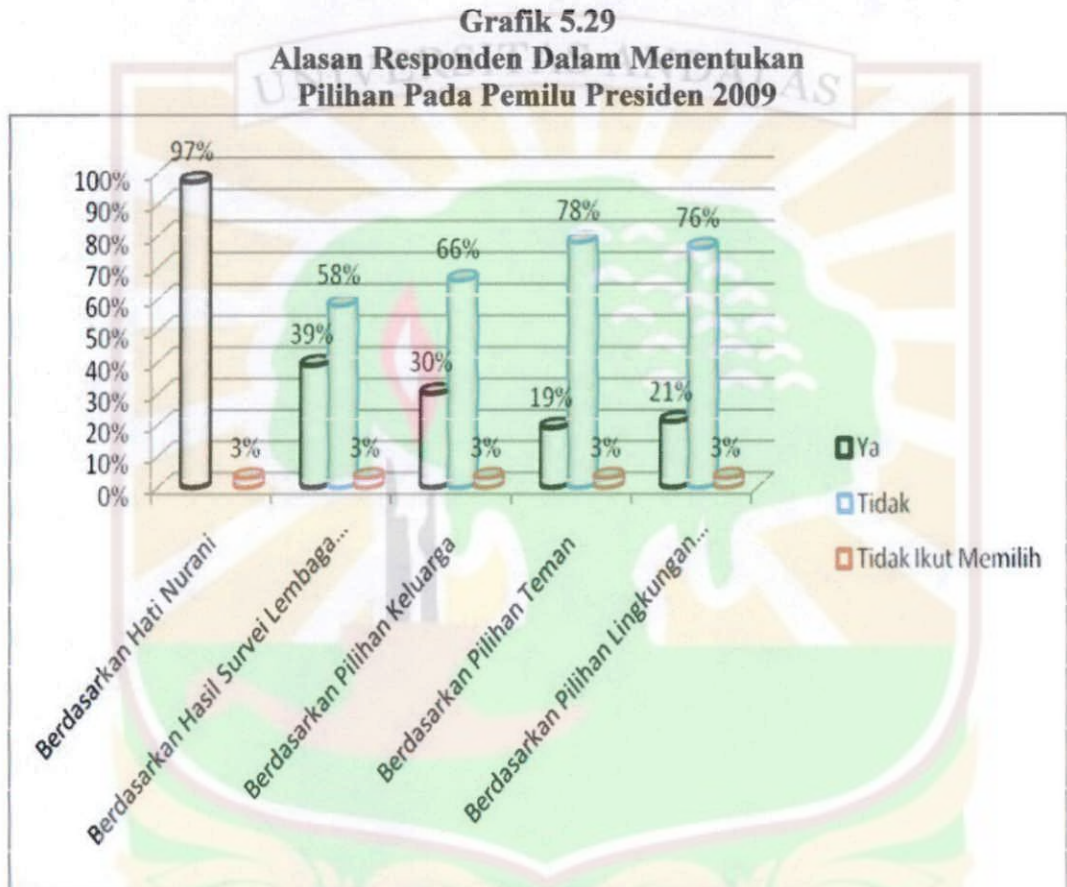 Grafik 5.29
Alasan Responden Dalam Menentukan
Pilihan Pada Pemilu Presiden 2009
UNIVERSITAS ANDALAS
97%
100%
90%
80%
70%
60%
50%
40%
30%
20%
10%
0%
3%
39%
58%
3%
30%
66%
3%
19%
78%
3%
21%
76%
3%
Ya
Tidak
Tidak Ikut Memilih
Berdasarkan Hati Nurani
Berdasarkan Hasil Survei Lembaga...
Berdasarkan Pilihan Keluarga
Berdasarkan Pilihan Teman
Berdasarkan Pilihan Lingkungan...